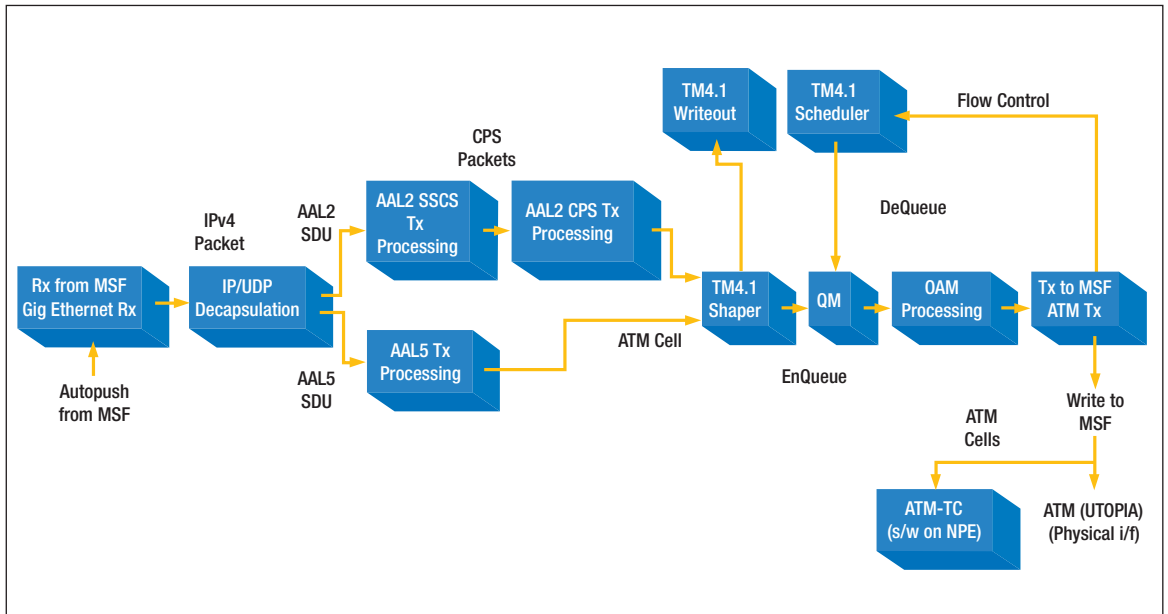 TM4.1
Writeout
TM4.1
Scheduler
Flow Control
CPS
Packets
DeQueue
IPv4
Packet
AAL2
SDU
AAL2 SSCS
Tx
Processing
AAL2 CPS Tx
Processing
Rx from MSF
Gig Ethernet Rx
IP/UDP
Decapsulation
TM4.1
Shaper
QM
OAM
Processing
Tx to MSF
ATM Tx
AAL5 Tx
Processing
ATM Cell
EnQueue
Autopush
from MSF
AAL5
SDU
Write to
MSF
ATM
Cells
ATM-TC
(s/w on NPE)
ATM (UTOPIA)
(Physical i/f)